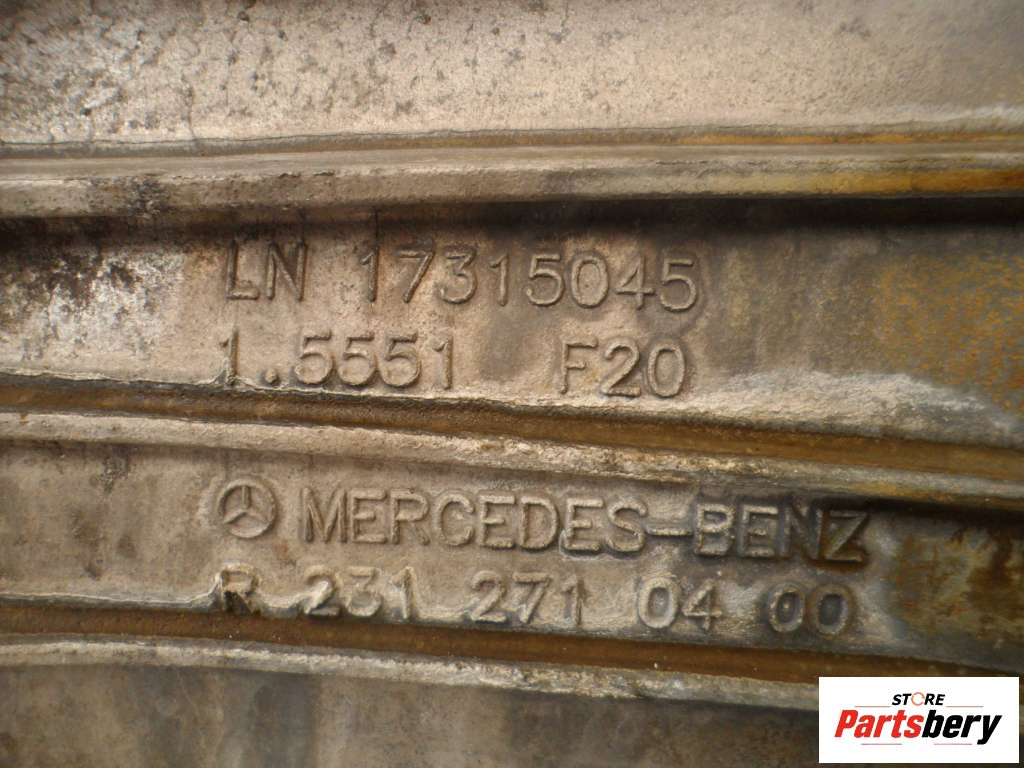 LN 17315045
1.5551 F20
MERCEDES-BENZ
R 231 271 04 00
STORE
Partsbery